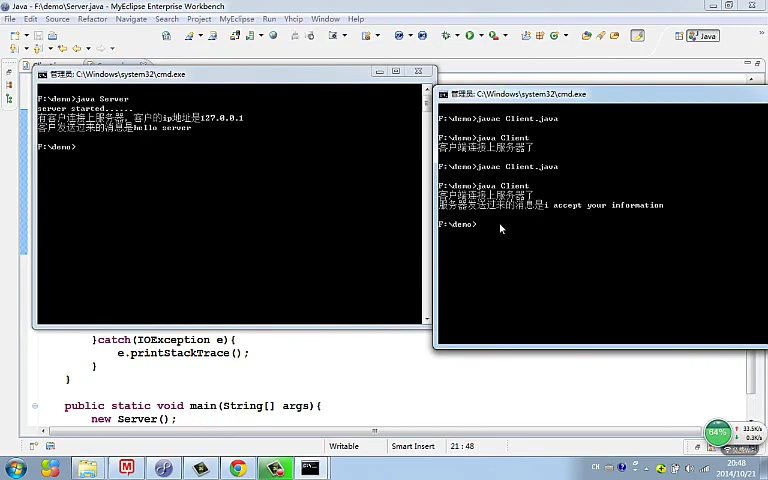 Java - F:\demo\Server.java - MyEclipse Enterprise Workbench
File Edit Source Refactor Navigate Search Project MyEclipse Run Yhcip Window Help
Java
管理员: C:\Windows\system32\cmd.exe
F:\demo>java Server
server started......
有客户连接上服务器，客户的ip地址是127.0.0.1
客户发送过来的消息是hello server
F:\demo>
管理员: C:\Windows\system32\cmd.exe
F:\demo>javac Client.java
F:\demo>java Client
客户端连接上服务器了
F:\demo>javac Client.java
F:\demo>java Client
客户端连接上服务器了
服务器发送过来的消息是i accept your information
F:\demo>
}catch(IOException e){
e.printStackTrace();
}
}
public static void main(String[] args){
new Server();
Writable Smart Insert 21 : 48
64%
33.5K/s
0.3K/s
CH
20:48
2014/10/21